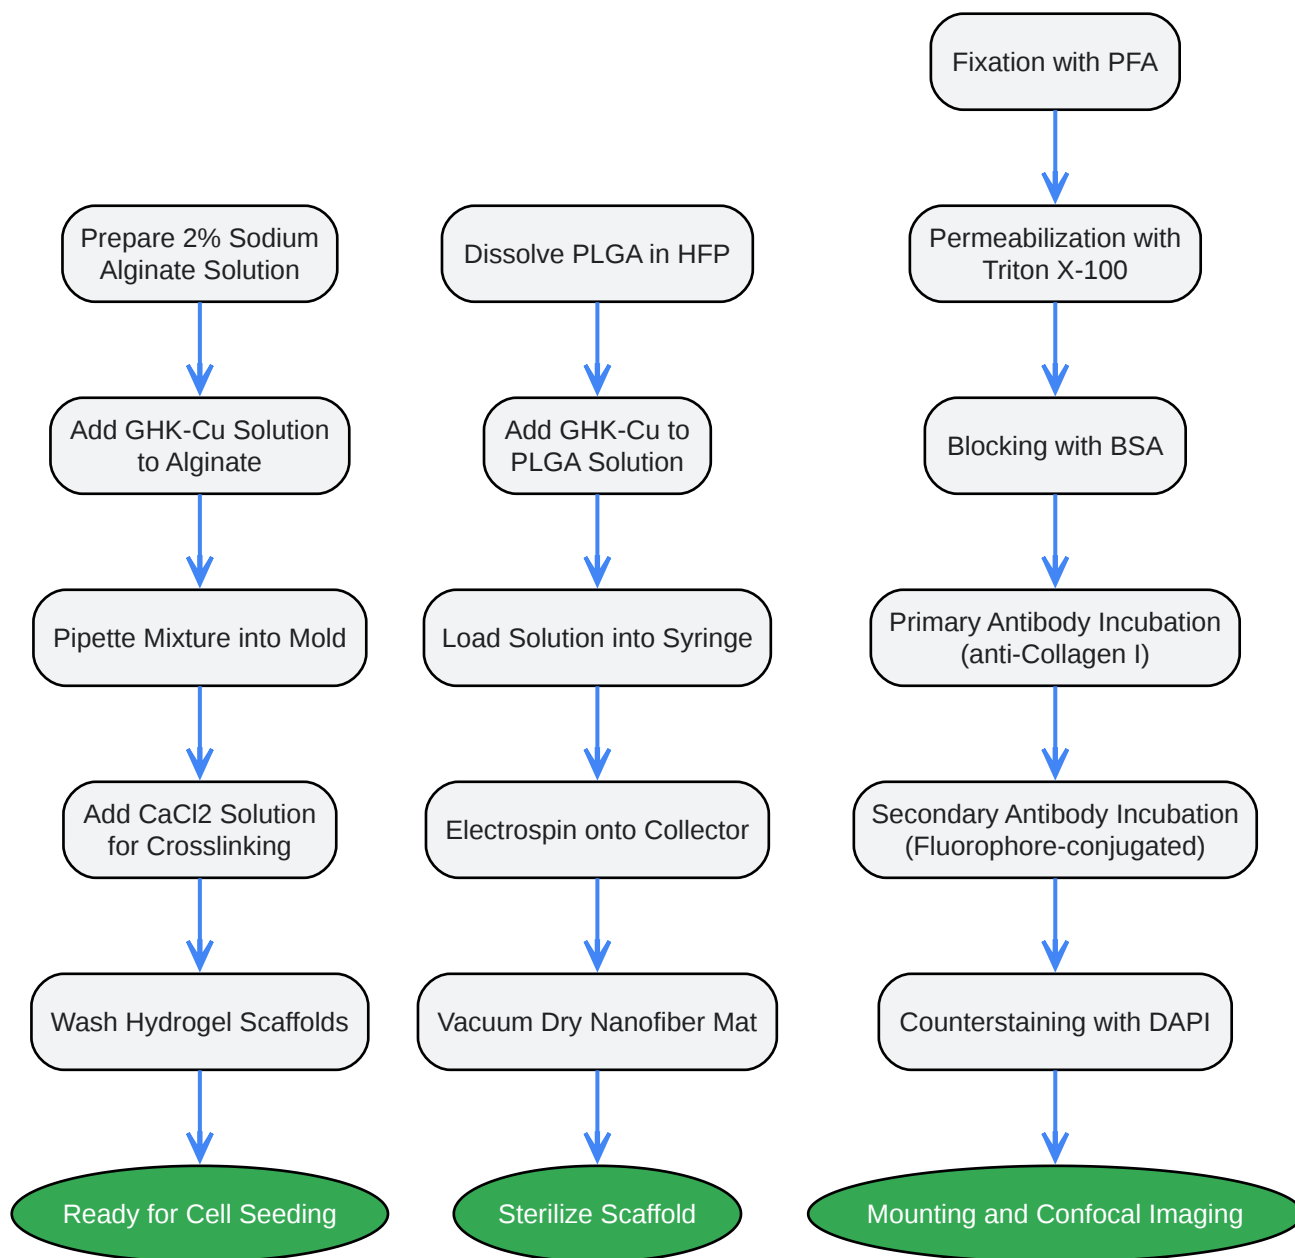 Prepare 2% Sodium
Alginate Solution
Add GHK-Cu Solution
to Alginate
Pipette Mixture into Mold
Add CaCl2 Solution
for Crosslinking
Wash Hydrogel Scaffolds
Ready for Cell Seeding
Dissolve PLGA in HFP
Add GHK-Cu to
PLGA Solution
Load Solution into Syringe
Electrospin onto Collector
Vacuum Dry Nanofiber Mat
Sterilize Scaffold
Fixation with PFA
Permeabilization with
Triton X-100
Blocking with BSA
Primary Antibody Incubation
(anti-Collagen I)
Secondary Antibody Incubation
(Fluorophore-conjugated)
Counterstaining with DAPI
Mounting and Confocal Imaging